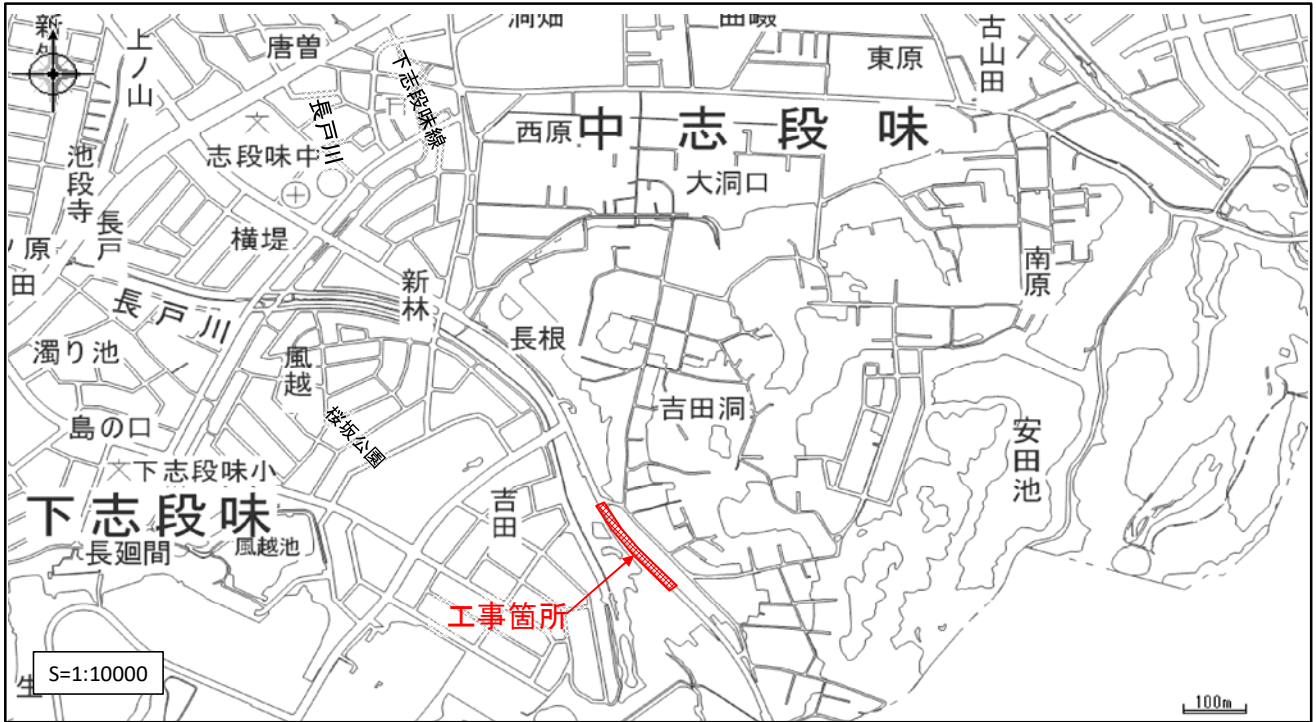 洞畑
唐曽
上ノ山
東原
古山田
下志段味線
長戸川
西原
中志段味
中味段志
大洞口
池段寺
長戸
横堤
南原
原
田
新林
長戸川
長根
濁り池
風越
吉田洞
桜坂公園
島の口
安田池
下志段味小
吉田
下志段味
風越池
長廻間
工事箇所
S=1:10000
生
100m